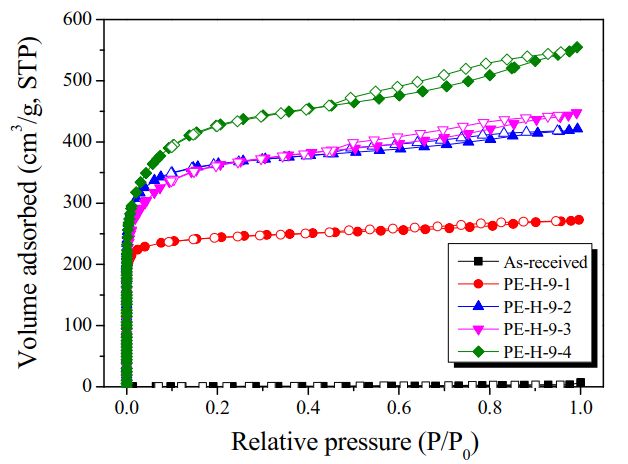 Volume adsorbed (cm³/g, STP)
600
500
400
300
200
100
0
As-received
PE-H-9-1
PE-H-9-2
PE-H-9-3
PE-H-9-4
0.0 0.2 0.4 0.6 0.8 1.0
Relative pressure (P/P₀)